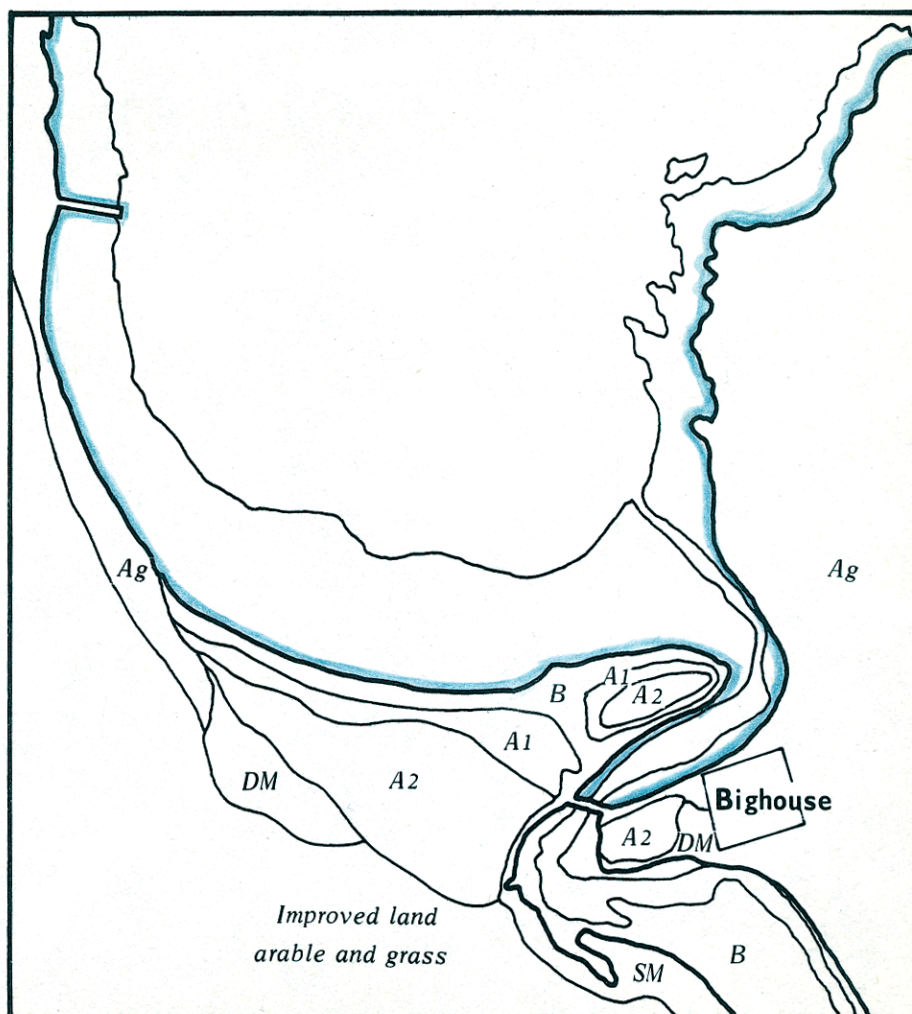 Ag
Ag
A1
B
A2
A1
DM
A2
Bighouse
A2
DM
Improved land
arable and grass
B
SM